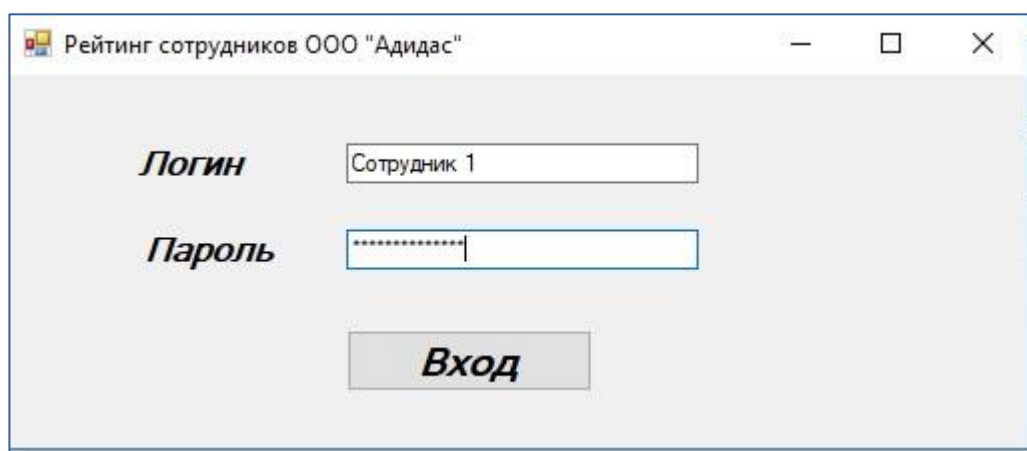 Рейтинг сотрудников ООО "Адидас"
Логин
Сотрудник 1
Пароль
**************
Вход